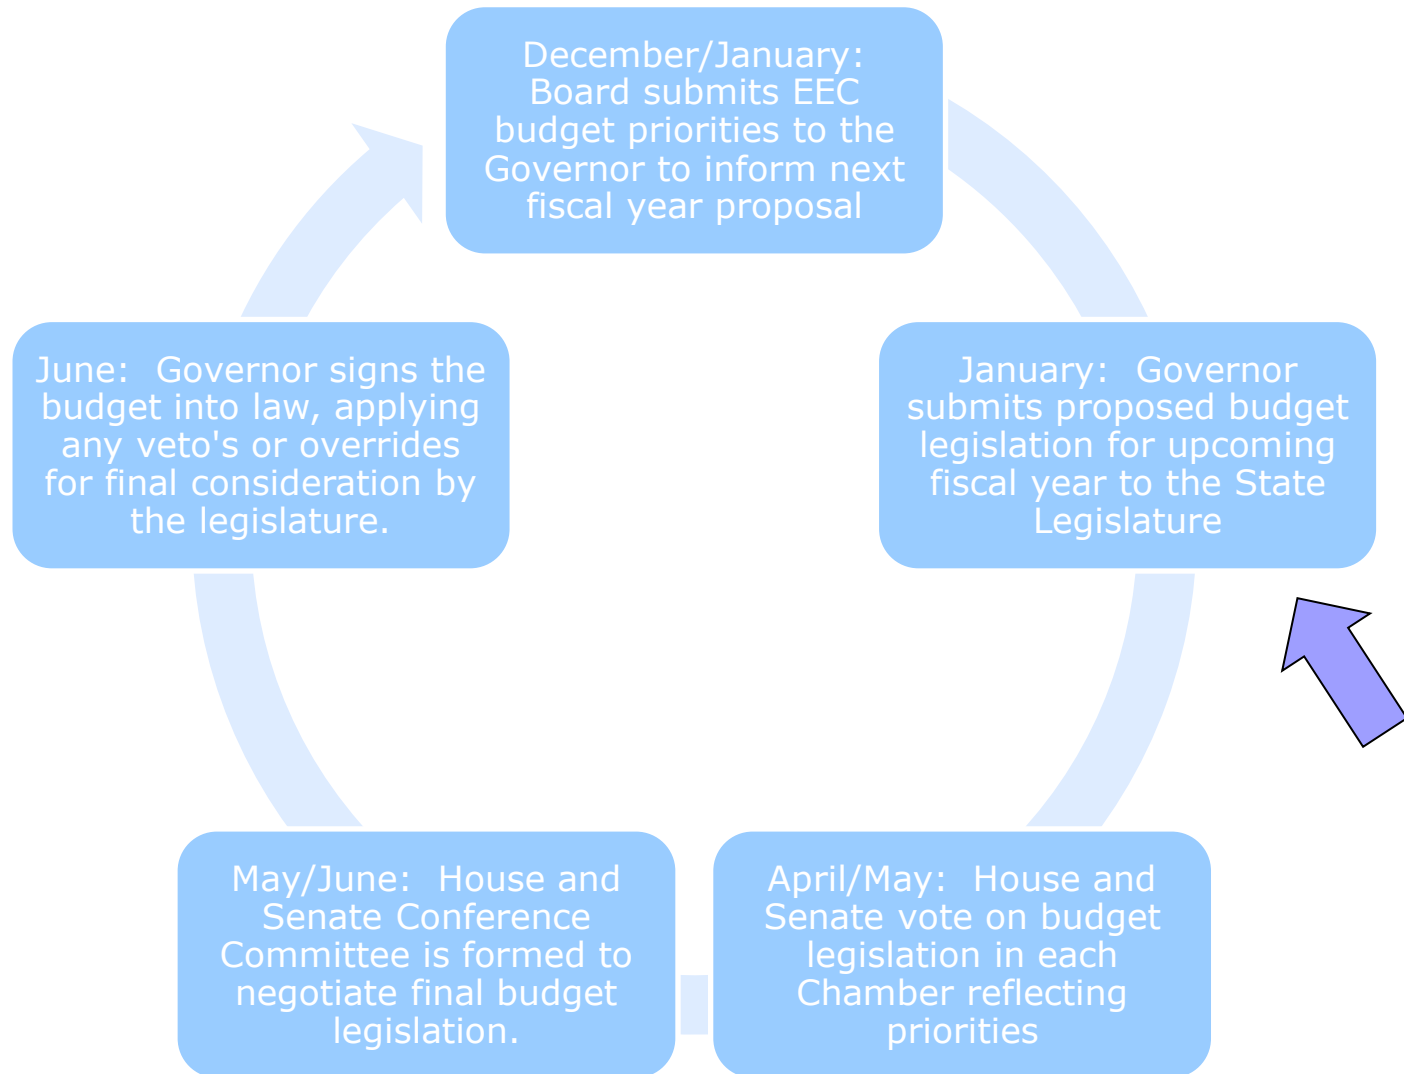 December/January:
Board submits EEC
budget priorities to the
Governor to inform next
fiscal year proposal
January:  Governor
submits proposed budget
legislation for upcoming
fiscal year to the State
Legislature
April/May:  House and
Senate vote on budget
legislation in each
Chamber reflecting
priorities
May/June:  House and
Senate Conference
Committee is formed to
negotiate final budget
legislation.
June:  Governor signs the
budget into law, applying
any veto's or overrides
for final consideration by
the legislature.